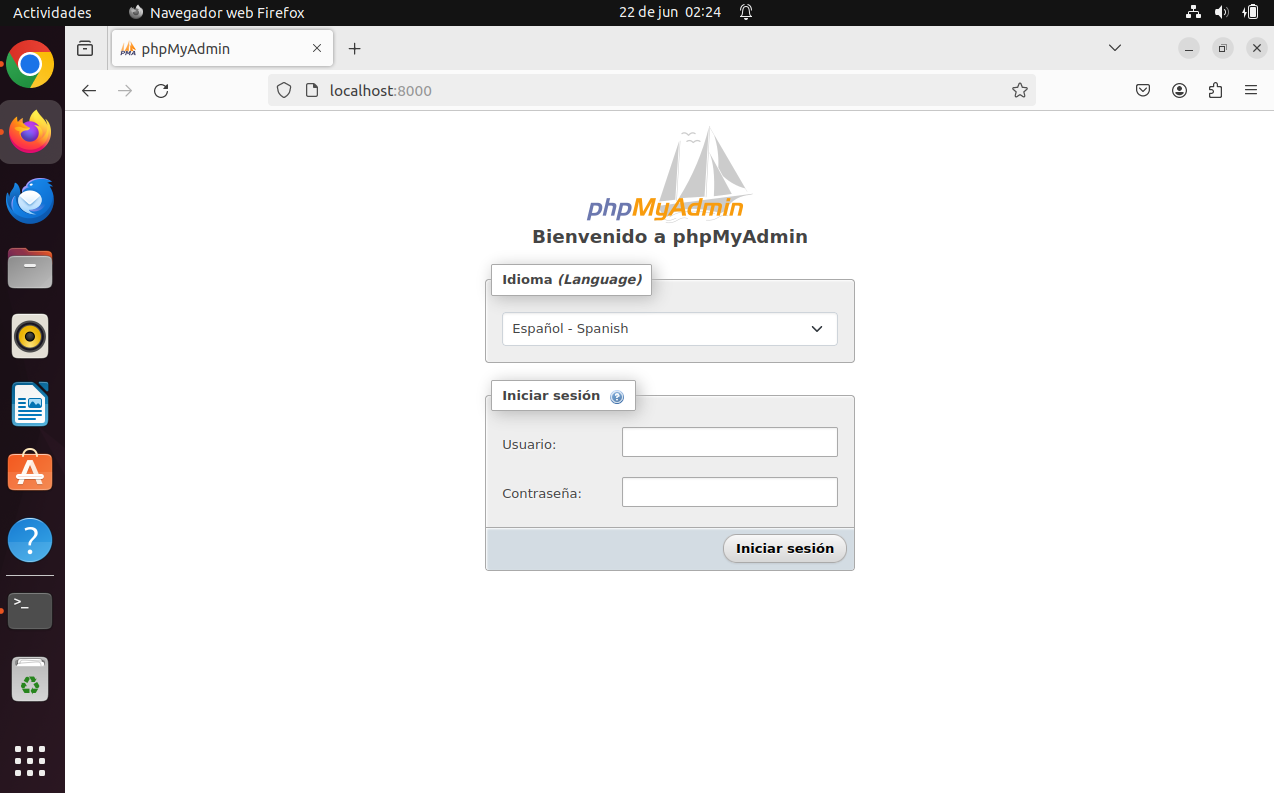 Actividades Navegador web Firefox 22 de jun 02:24
phpMyAdmin
localhost:8000
phpMyAdmin
Bienvenido a phpMyAdmin
Idioma (Language)
Español - Spanish
Iniciar sesión
Usuario:
Contraseña:
Iniciar sesión